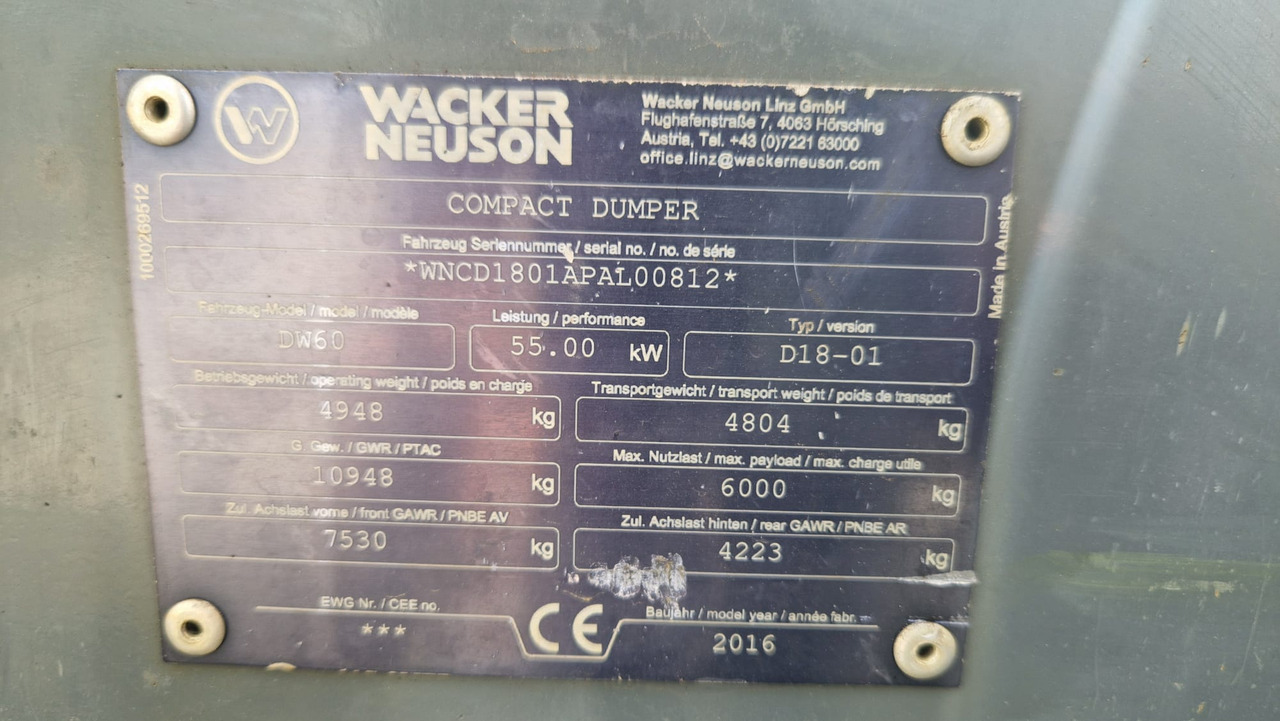 W
WACKER
NEUSON
Wacker Neuson Linz GmbH
Flughafenstraße 7, 4063 Hörsching
Austria, Tel. +43 (0)7221 63000
office.linz@wackerneuson.com
1000269512
Made in Austria
COMPACT DUMPER
Fahrzeug Seriennummer / serial no. / no. de série
*WNCD1801APAL00812*
Fahrzeug-Model / model / modèle
DW60
Leistung / performance
55.00 kW
Typ / version
D18-01
Betriebsgewicht / operating weight / poids en charge
4948 kg
Transportgewicht / transport weight / poids de transport
4804 kg
G. Gew. / GWR / PTAC
10948 kg
Max. Nutzlast / max. payload / max. charge utile
6000 kg
Zul. Achslast vorne / front GAWR / PNBE AV
7530 kg
Zul. Achslast hinten / rear GAWR / PNBE AR
4223 kg
EWG Nr. / CEE no.
***
CE
Baujahr / model year / année fabr.
2016